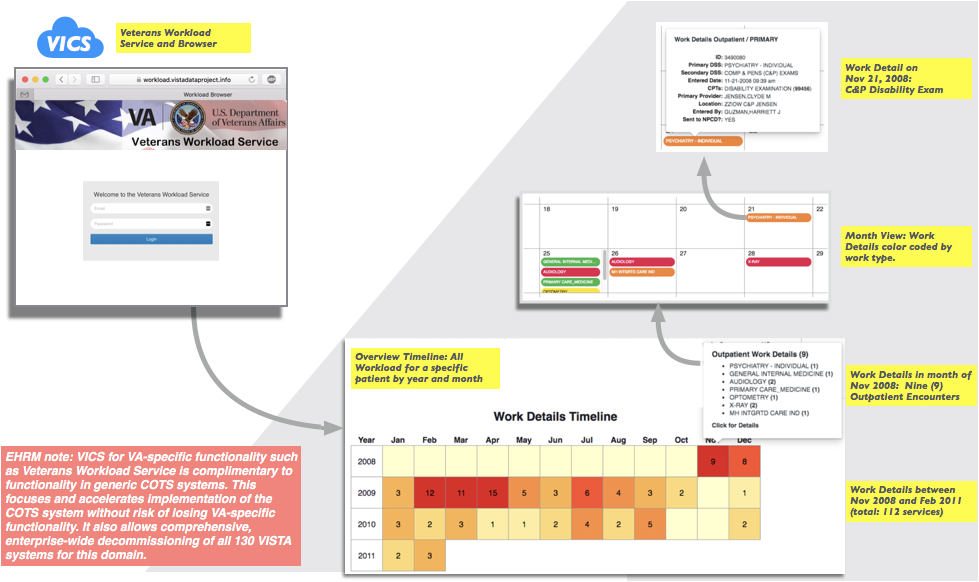 VICS
Veterans Workload
Service and Browser
workload.vistadataproject.info
Workload Browser
VA
U.S. Department
of Veterans Affairs
Veterans Workload Service
Welcome to the Veterans Workload Service
Email
Password
Login
Work Details Outpatient / PRIMARY
ID: 3490080
Primary DSS: PSYCHIATRY - INDIVIDUAL
Secondary DSS: COMP & PENS (C&P) EXAMS
Entered Date: 11-21-2008 09:39 am
CPTs: DISABILITY EXAMINATION (99456)
Primary Provider: JENSEN,CLYDE M
Location: ZZIOW C&P JENSEN
Entered By: GUZMAN,HARRIETT J
Sent to NPCD?: YES
PSYCHIATRY - INDIVIDUAL
Work Detail on
Nov 21, 2008:
C&P Disability Exam
18 19 20 21 22
PSYCHIATRY - INDIVIDUAL
25 26 27 28 29
GENERAL INTERNAL MEDIC... AUDIOLOGY X-RAY
AUDIOLOGY MH INTGRTD CARE IND
PRIMARY CARE_MEDICINE
OPTOMETRY
Month View: Work
Details color coded by
work type.
Overview Timeline: All
Workload for a specific
patient by year and month
Outpatient Work Details (9)
• PSYCHIATRY - INDIVIDUAL (1)
• GENERAL INTERNAL MEDICINE (1)
• AUDIOLOGY (2)
• PRIMARY CARE_MEDICINE (1)
• OPTOMETRY (1)
• X-RAY (2)
• MH INTGRTD CARE IND (1)
Click for Details
Work Details in month of
Nov 2008: Nine (9)
Outpatient Encounters
Work Details Timeline
Year Jan Feb Mar Apr May Jun Jul Aug Sep Oct Nov Dec
2008 9 8
2009 3 12 11 15 5 3 6 4 3 2 1
2010 3 2 3 1 1 2 4 2 5 2
2011 2 3
Work Details between
Nov 2008 and Feb 2011
(total: 112 services)
EHRM note: VICS for VA-specific functionality such
as Veterans Workload Service is complimentary to
functionality in generic COTS systems. This
focuses and accelerates implementation of the
COTS system without risk of losing VA-specific
functionality. It also allows comprehensive,
enterprise-wide decommissioning of all 130 VISTA
systems for this domain.